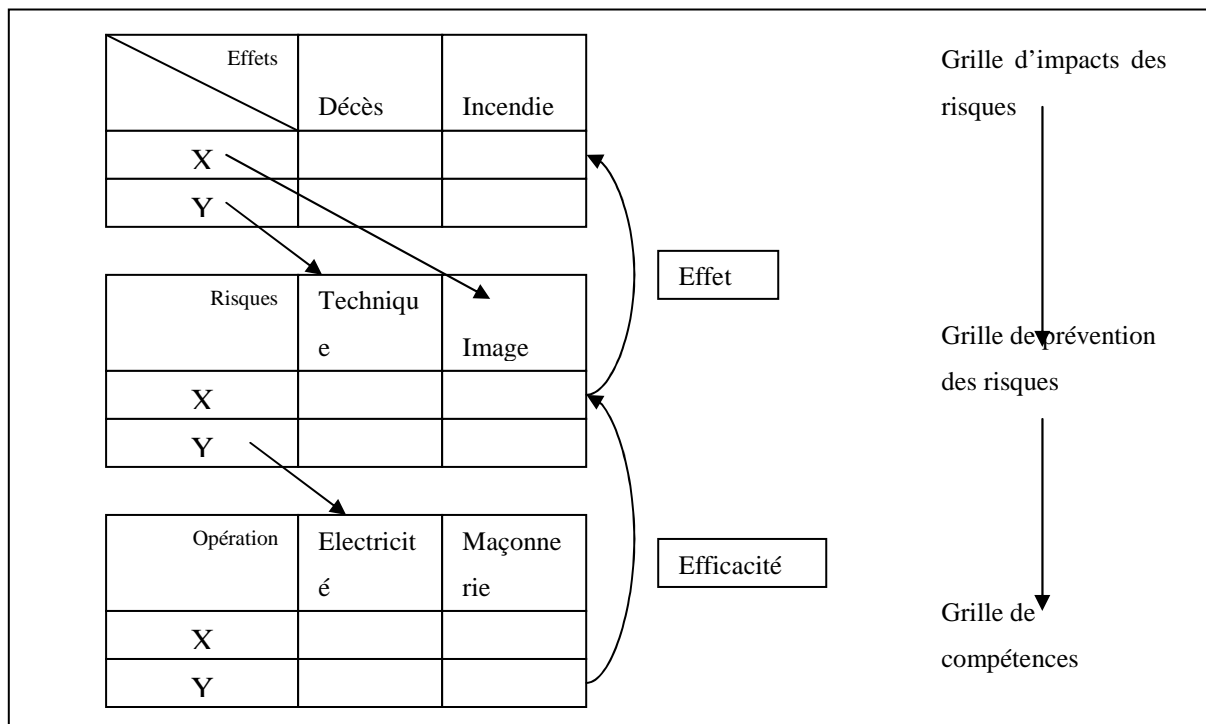 Effets
Décès Incendie
X
Y
Grille d'impacts des
risques
Effet
Risques Techniqu
e Image
X
Y
Grille de prévention
des risques
Opération Electricit Maçonne
é rie
X
Y
Efficacité
Grille de
compétences